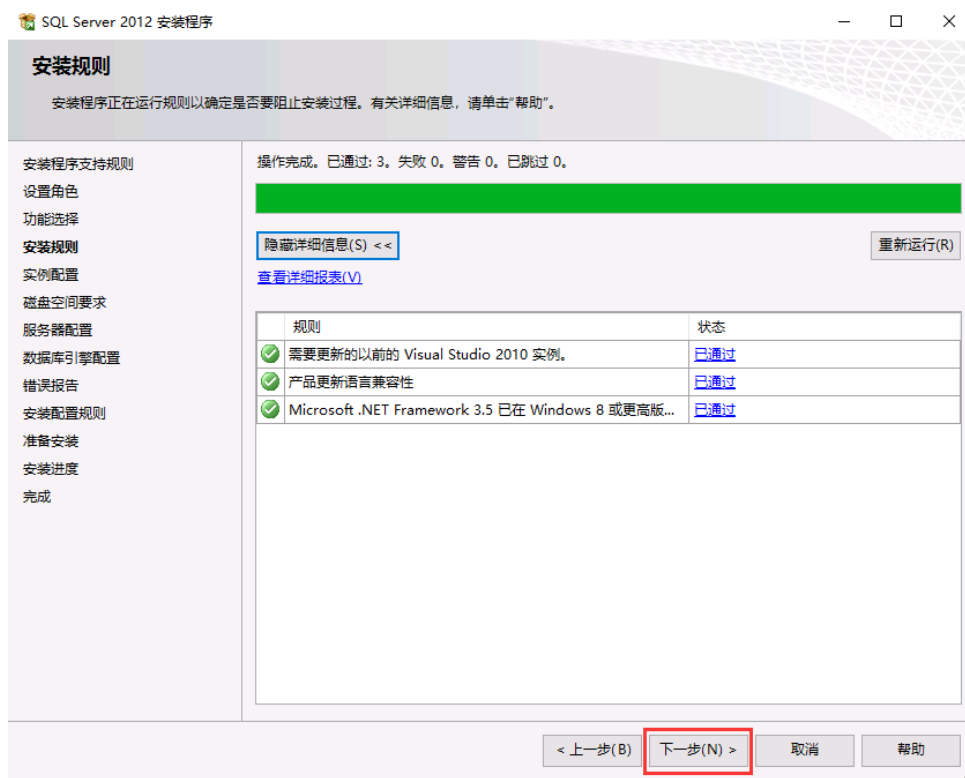 SQL Server 2012 安装程序
安装规则
安装程序正在运行规则以确定是否要阻止安装过程。有关详细信息，请单击“帮助”。
安装程序支持规则
设置角色
功能选择
安装规则
实例配置
磁盘空间要求
服务器配置
数据库引擎配置
错误报告
安装配置规则
准备安装
安装进度
完成
操作完成。已通过: 3。失败 0。警告 0。已跳过 0。
隐藏详细信息(S) <<
重新运行(R)
查看详细报表(V)
规则 状态
需要更新的以前的 Visual Studio 2010 实例。 已通过
产品更新语言兼容性 已通过
Microsoft .NET Framework 3.5 已在 Windows 8 或更高版... 已通过
< 上一步(B) 下一步(N) > 取消 帮助